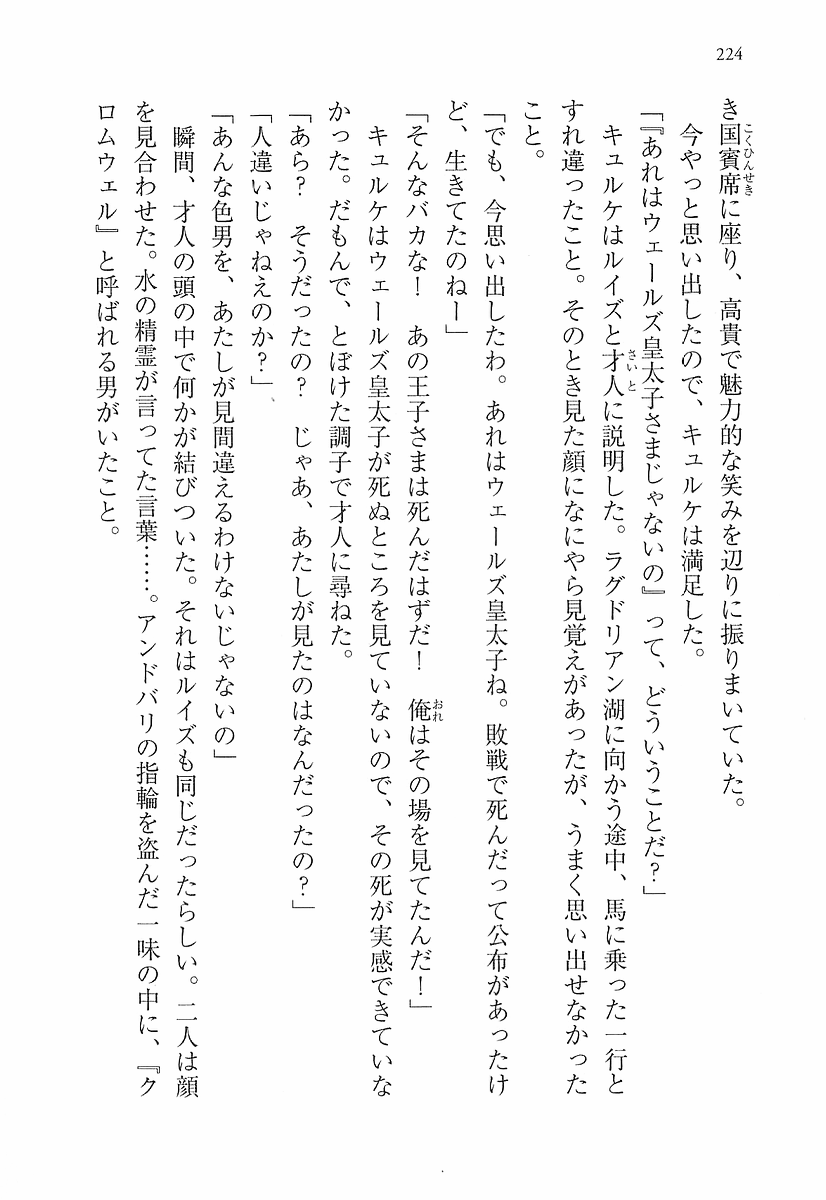 224
き国賓席に座り、高貴で魅力的な笑みを辺りに振りまいていた。
今やっと思い出したので、キュルケは満足した。
「『あれはウェールズ皇太子さまじゃないの』って、どういうことだ？」
キュルケはルイズと才人に説明した。ラグドリアン湖に向かう途中、馬に乗った一行と
すれ違ったこと。そのとき見た顔になにやら見覚えがあったが、うまく思い出せなかった
こと。
「でも、今思い出したわ。あれはウェールズ皇太子ね。敗戦で死んだって公布があったけ
ど、生きてたのねー」
「そんなバカな！　あの王子さまは死んだはずだ！　俺はその場を見てたんだ！」
キュルケはウェールズ皇太子が死ぬところを見ていないので、その死が実感できていな
かった。だもんで、とぼけた調子で才人に尋ねた。
「あら？　そうだったの？　じゃあ、あたしが見たのはなんだったの？」
「人違いじゃねえのか？」
「あんな色男を、あたしが見間違えるわけないじゃないの」
瞬間、才人の頭の中で何かが結びついた。それはルイズも同じだったらしい。二人は顔
を見合わせた。水の精霊が言ってた言葉……。アンドバリの指輪を盗んだ一味の中に、『ク
ロムウェル』と呼ばれる男がいたこと。